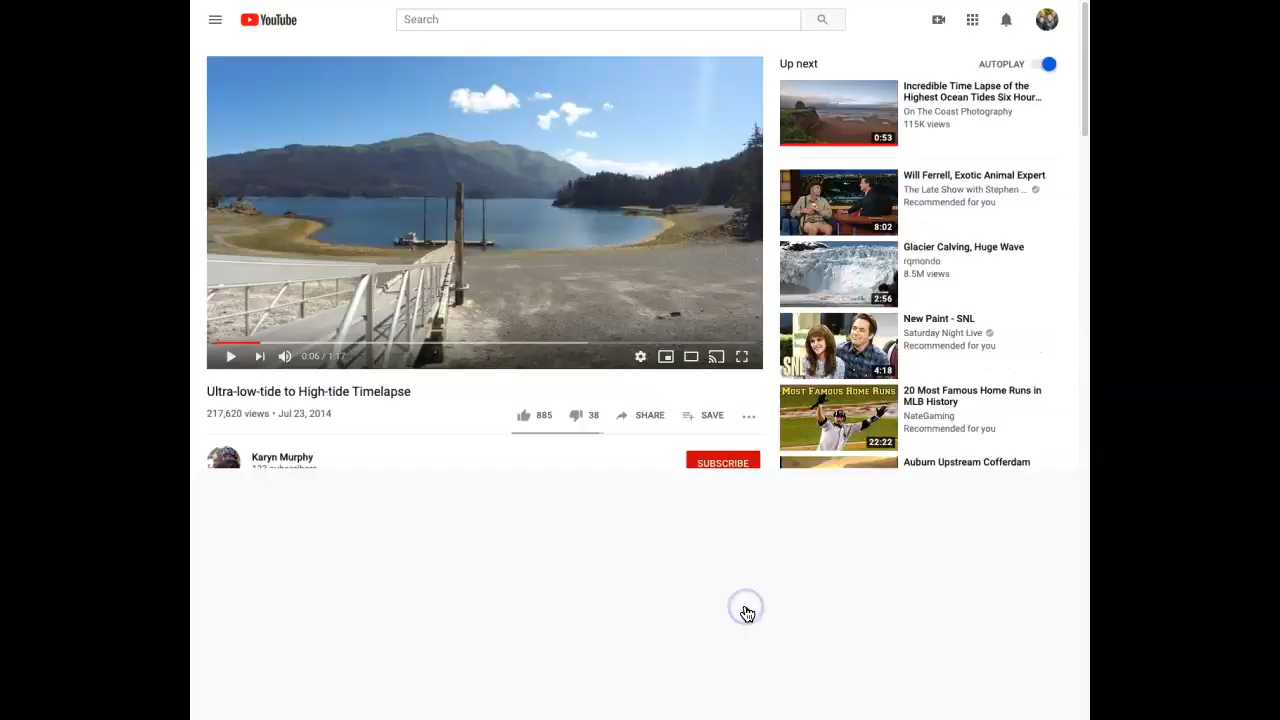 YouTube
Search
Up next
AUTOPLAY
Incredible Time Lapse of the
Highest Ocean Tides Six Hour...
On The Coast Photography
115K views
0:53
Will Ferrell, Exotic Animal Expert
The Late Show with Stephen ...
Recommended for you
8:02
Glacier Calving, Huge Wave
rqmondo
8.5M views
2:56
New Paint - SNL
Saturday Night Live
Recommended for you
SNL
4:18
20 Most Famous Home Runs in
MLB History
NateGaming
Recommended for you
MOST FAMOUS HOME RUNS
22:22
Auburn Upstream Cofferdam
0:06 / 1:17
Ultra-low-tide to High-tide Timelapse
217,620 views • Jul 23, 2014
885
38
SHARE
SAVE
Karyn Murphy
SUBSCRIBE